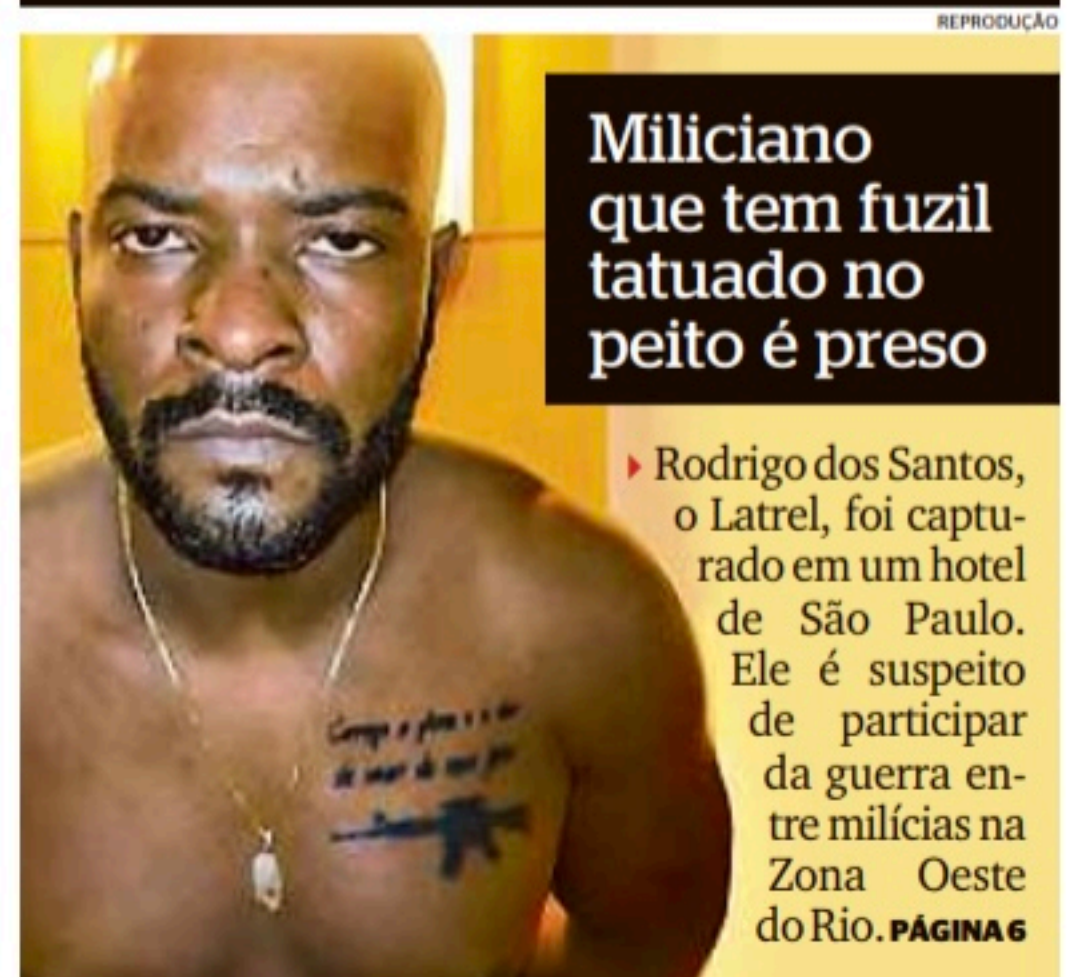 REPRODUÇÃO
Miliciano
que tem fuzil
tatuado no
peito é preso
Rodrigo dos Santos,
o Latrel, foi captu-
rado em um hotel
de São Paulo.
Ele é suspeito
de participar
da guerra en-
tre milícias na
Zona Oeste
do Rio. PÁGINA 6